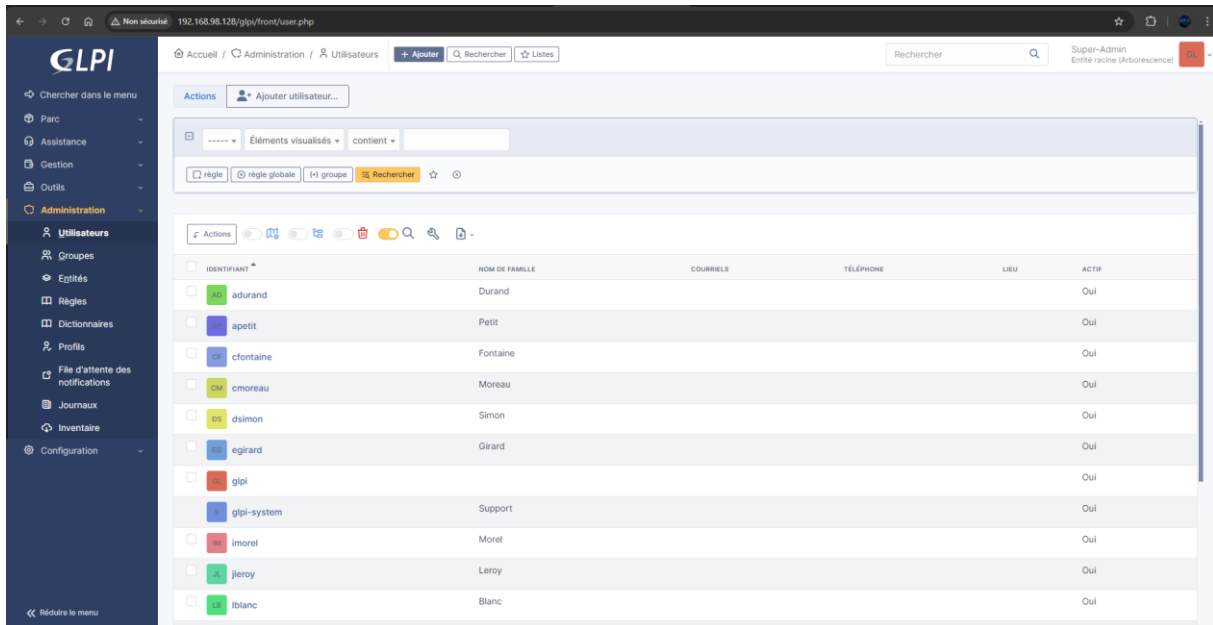 Non sécurisé 192.168.98.128/glpi/front/user.php
GLPI
Chercher dans le menu
Parc
Assistance
Gestion
Outils
Administration
Utilisateurs
Groupes
Entités
Règles
Dictionnaires
Profils
File d'attente des
notifications
Journaux
Inventaire
Configuration
Réduire le menu
Accueil / Administration / Utilisateurs + Ajouter Rechercher Listes
Rechercher
Super-Admin
Entité racine (Arborescence)
GL
Actions Ajouter utilisateur...
----- Éléments visualisés contient
règle règle globale (+) groupe Rechercher
Actions
IDENTIFIANT NOM DE FAMILLE COURRIELS TÉLÉPHONE LIEU ACTIF
AD adurand Durand Oui
AP apetit Petit Oui
CF cfontaine Fontaine Oui
CM cmoreau Moreau Oui
DS dsimon Simon Oui
EG egirard Girard Oui
GL glpi Oui
S glpi-system Support Oui
IM imorel Morel Oui
JL jleroy Leroy Oui
LB lblanc Blanc Oui